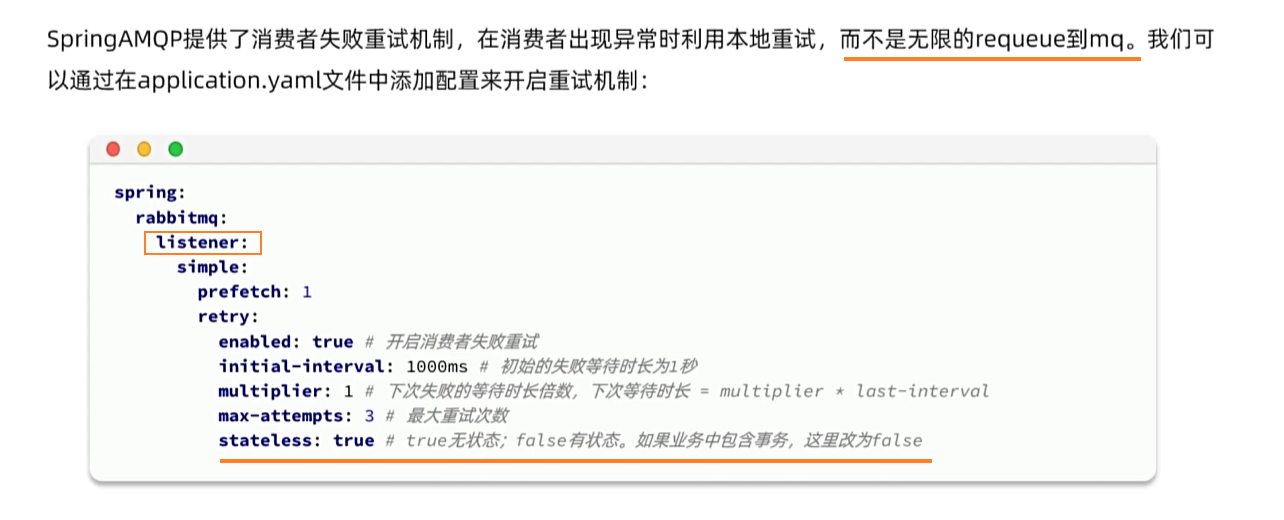 SpringAMQP提供了消费者失败重试机制，在消费者出现异常时利用本地重试，而不是无限的requeue到mq。我们可
以通过在application.yaml文件中添加配置来开启重试机制：
spring:
rabbitmq:
listener:
simple:
prefetch: 1
retry:
enabled: true # 开启消费者失败重试
initial-interval: 1000ms # 初始的失败等待时长为1秒
multiplier: 1 # 下次失败的等待时长倍数，下次等待时长 = multiplier * last-interval
max-attempts: 3 # 最大重试次数
stateless: true # true无状态；false有状态。如果业务中包含事务，这里改为false